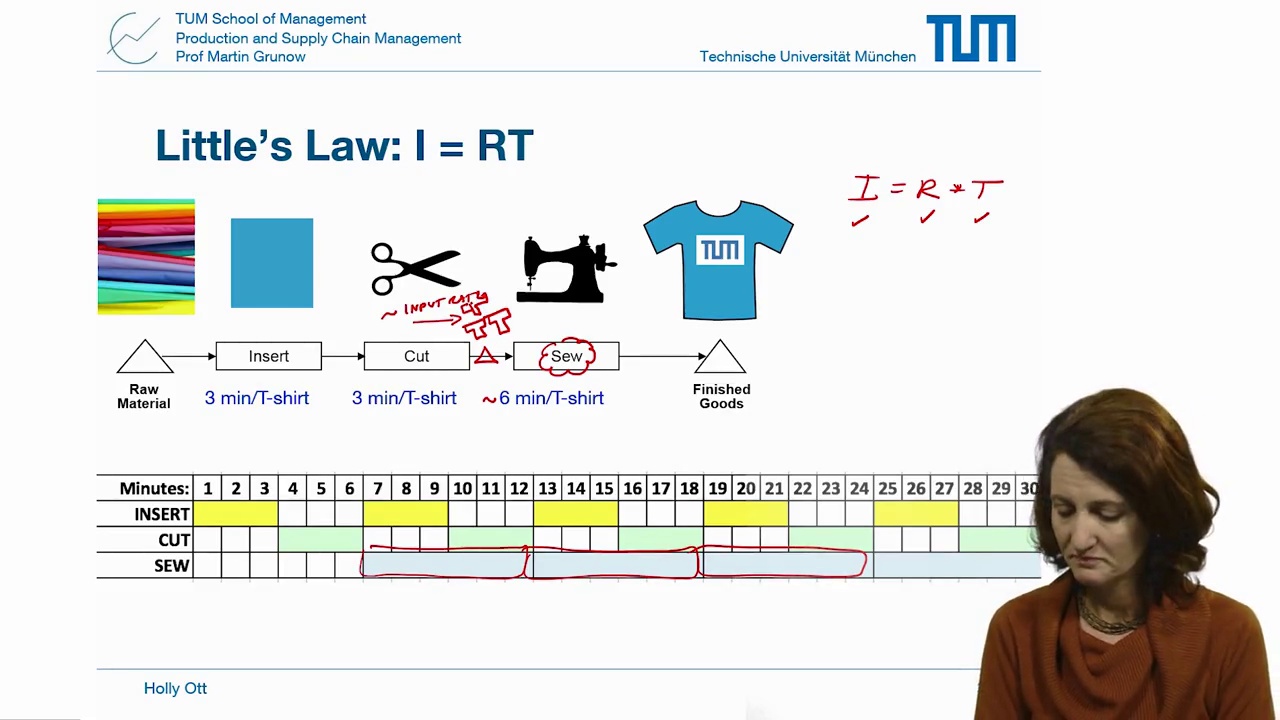 TUM School of Management
Production and Supply Chain Management
Prof Martin Grunow
Technische Universität München
TUM
Little's Law: I = RT
I = R * T
TUM
~ INPUT RATE
Insert
Cut
Sew
Raw
Material
3 min/T-shirt
3 min/T-shirt
~6 min/T-shirt
Finished
Goods
Minutes: 1 2 3 4 5 6 7 8 9 10 11 12 13 14 15 16 17 18 19 20 21 22 23 24 25 26 27 28 29 30
INSERT
CUT
SEW
Holly Ott